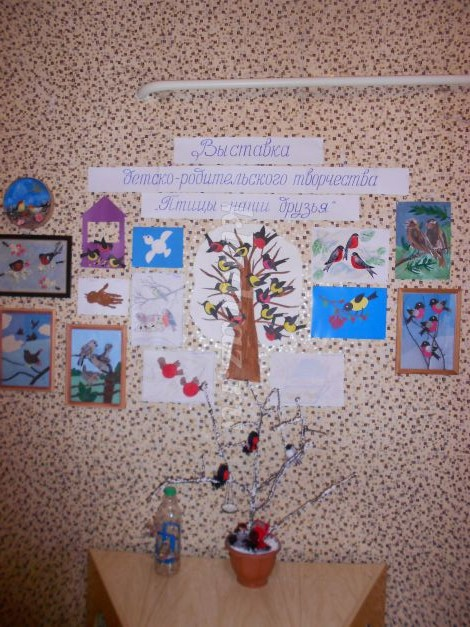 „Выставка
детско-родительского творчества
„Птицы-наши друзья"